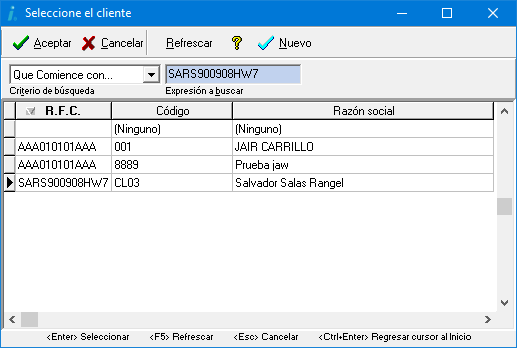 Seleccione el cliente
Aceptar Cancelar Refrescar ? Nuevo
Que Comience con... SARS900908HW7
Criterio de búsqueda Expresión a buscar
R.F.C. Código Razón social
(Ninguno) (Ninguno)
AAA010101AAA 001 JAIR CARRILLO
AAA010101AAA 8889 Prueba jaw
SARS900908HW7 CL03 Salvador Salas Rangel
<Enter> Seleccionar <F5> Refrescar <Esc> Cancelar <Ctrl+Enter> Regresar cursor al Inicio